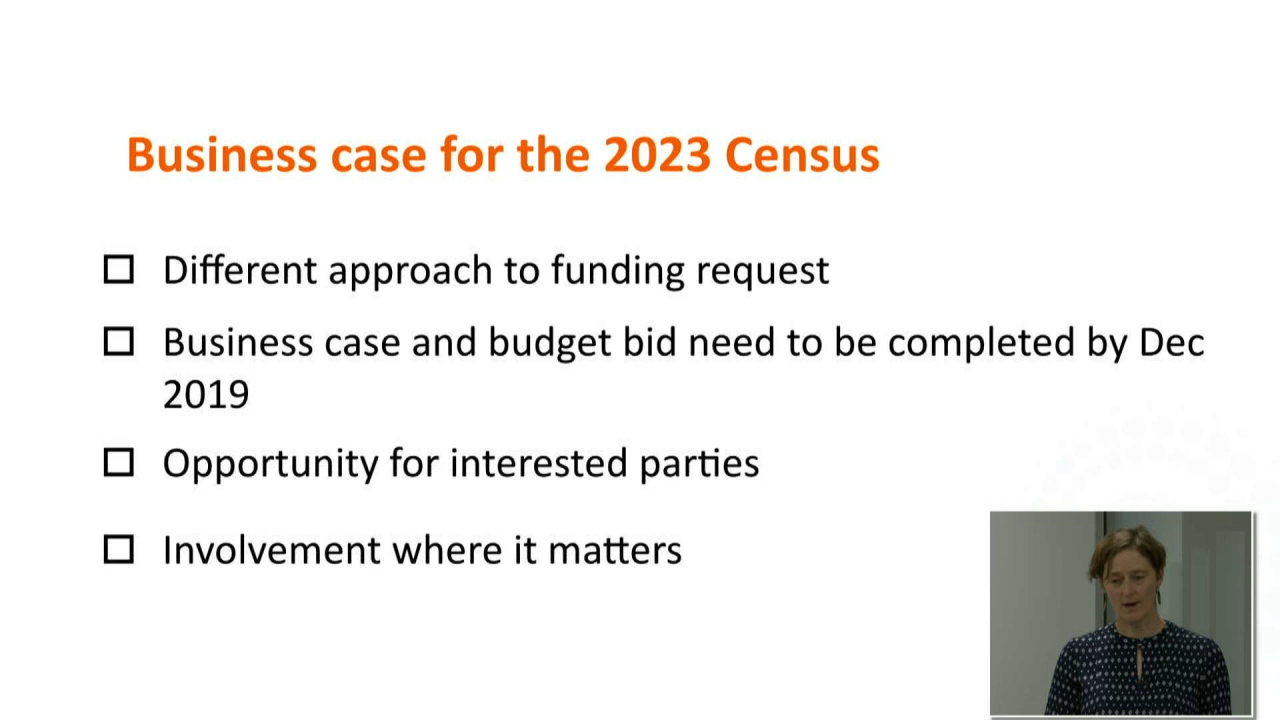 Business case for the 2023 Census
Different approach to funding request
Business case and budget bid need to be completed by Dec
2019
Opportunity for interested parties
Involvement where it matters